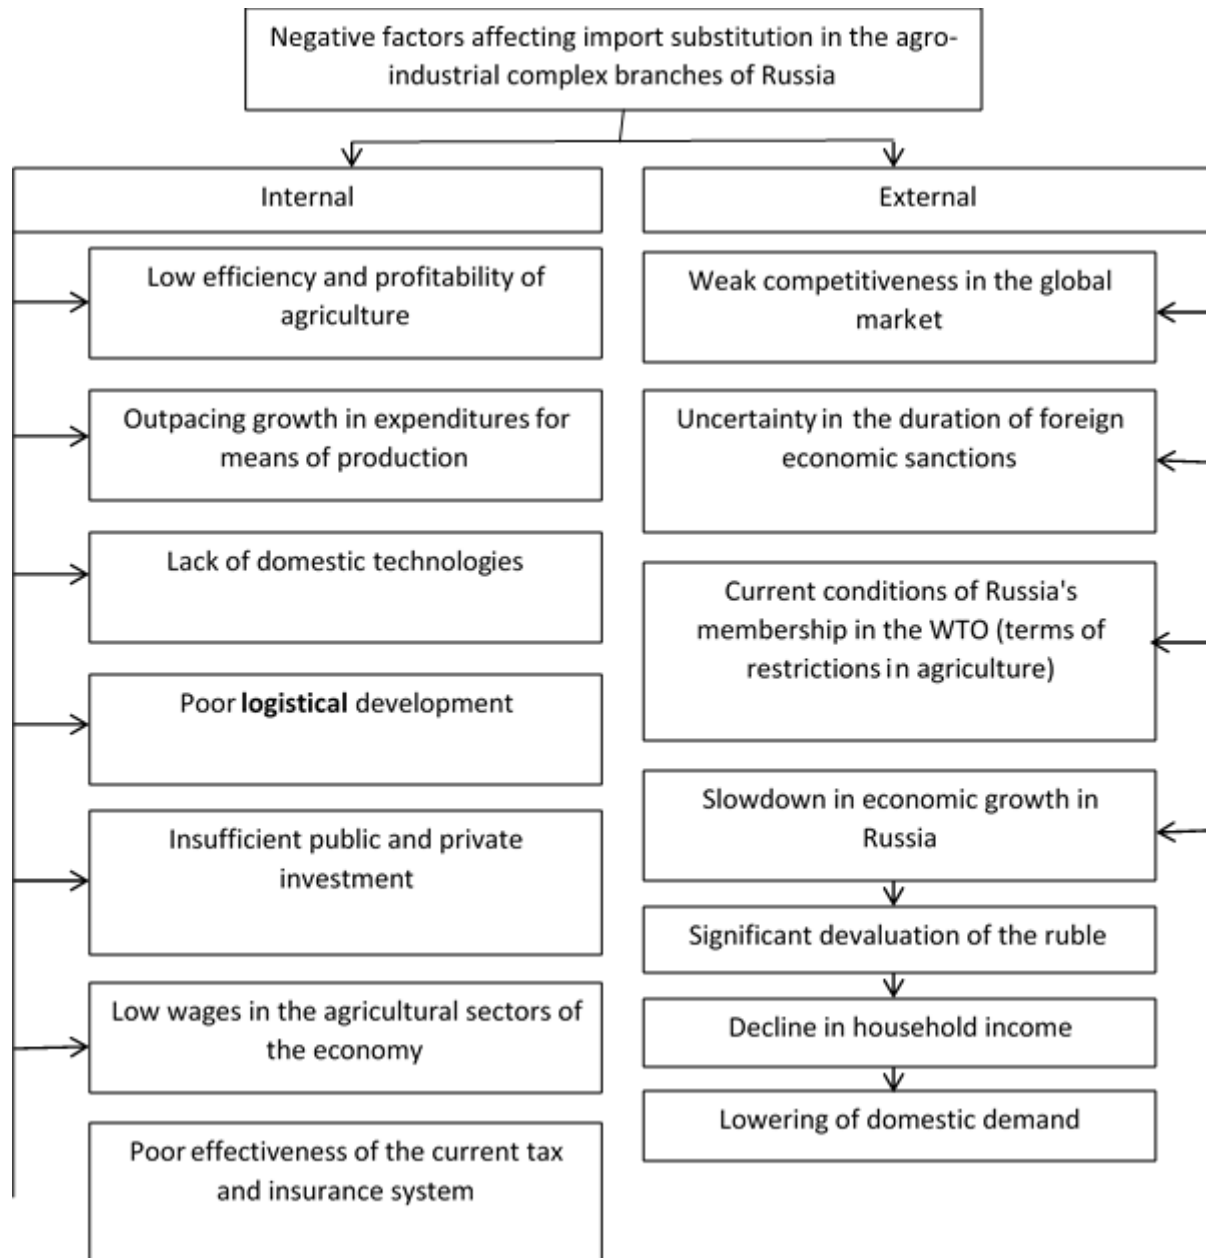 Negative factors affecting import substitution in the agro-
industrial complex branches of Russia
Internal
Low efficiency and profitability of
agriculture
Outpacing growth in expenditures for
means of production
Lack of domestic technologies
Poor logistical development
Insufficient public and private
investment
Low wages in the agricultural sectors of
the economy
Poor effectiveness of the current tax
and insurance system
External
Weak competitiveness in the global
market
Uncertainty in the duration of foreign
economic sanctions
Current conditions of Russia's
membership in the WTO (terms of
restrictions in agriculture)
Slowdown in economic growth in
Russia
Significant devaluation of the ruble
Decline in household income
Lowering of domestic demand